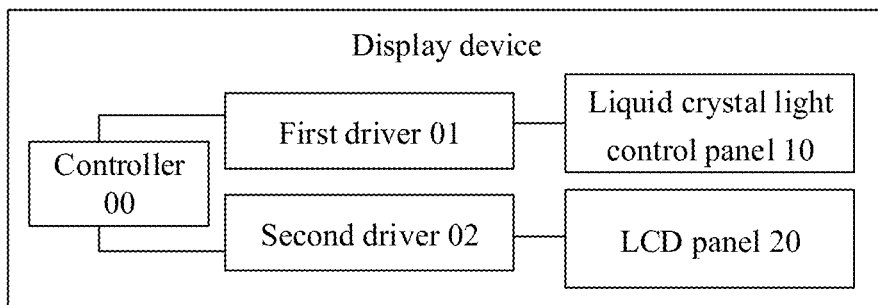 Display device
First driver 01
Liquid crystal light
control panel 10
Controller
00
Second driver 02
LCD panel 20